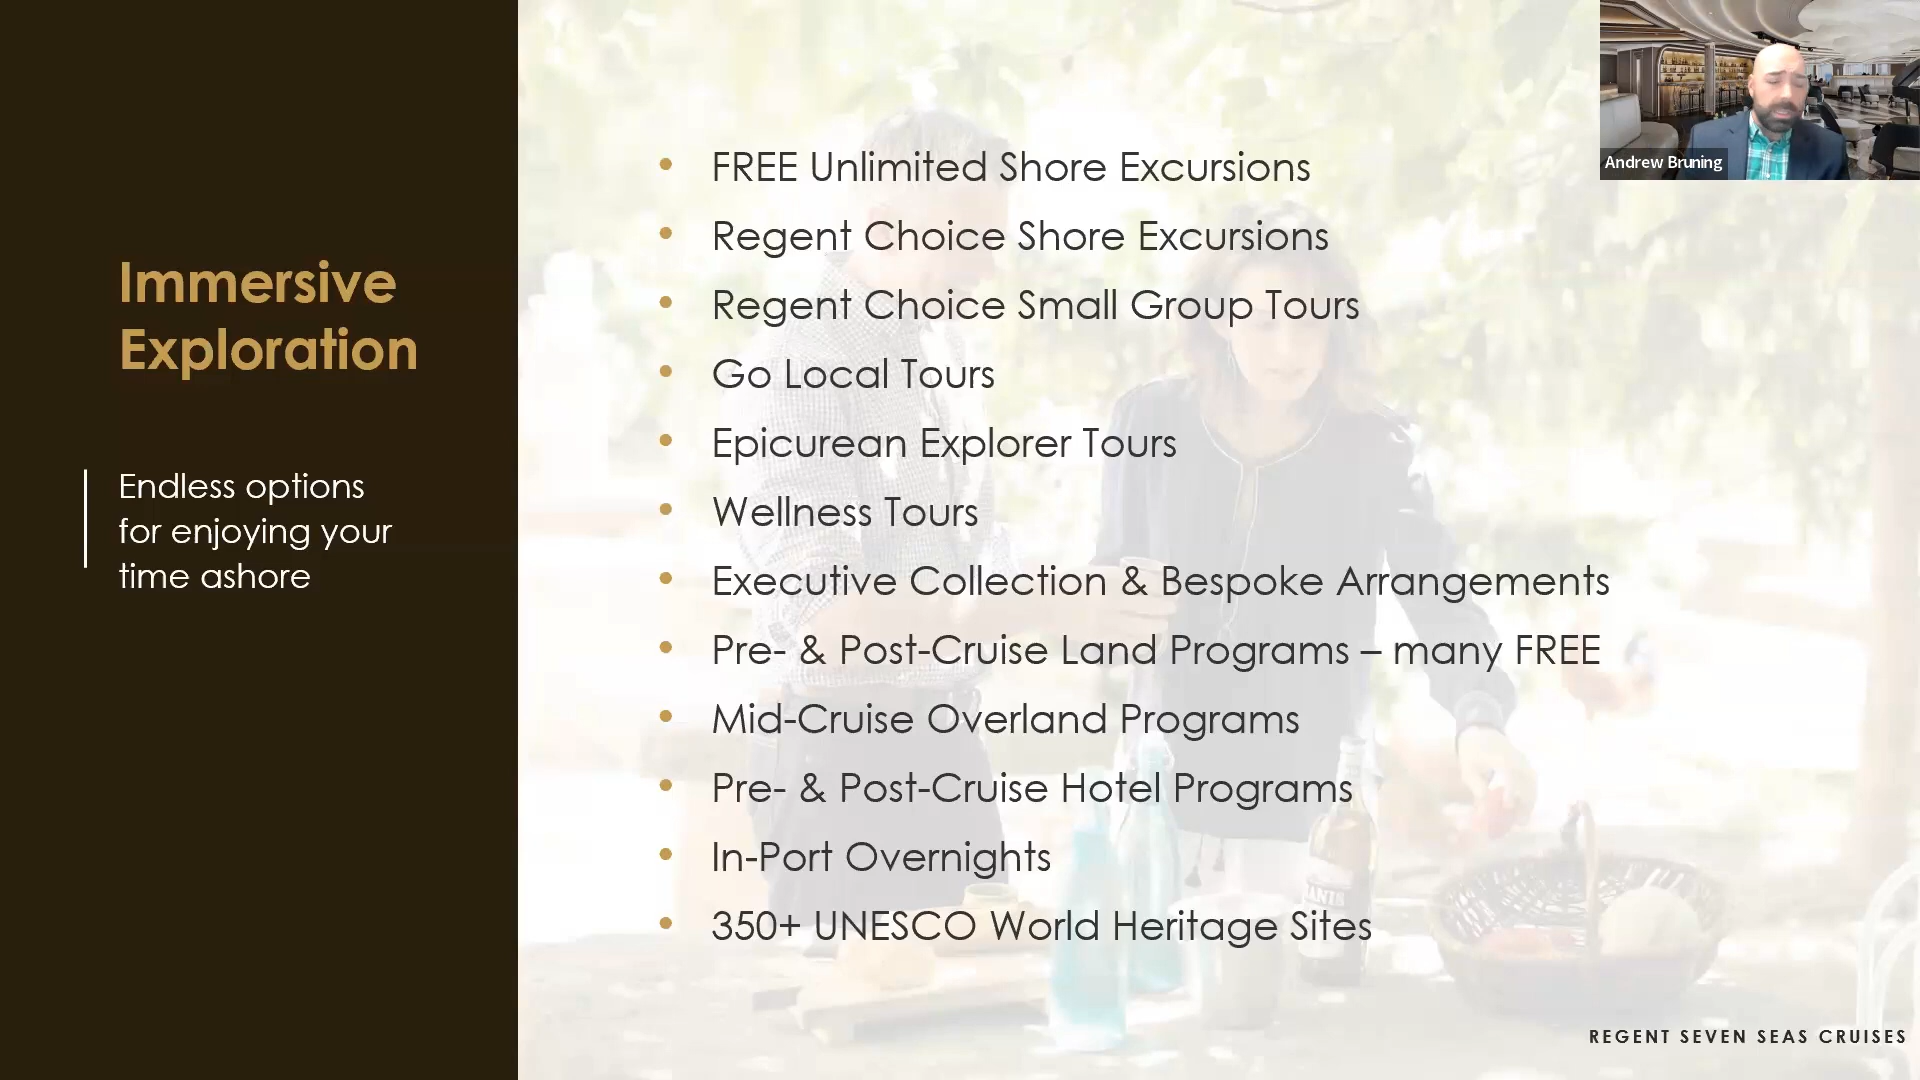 Immersive
Exploration
Endless options
for enjoying your
time ashore
• FREE Unlimited Shore Excursions
• Regent Choice Shore Excursions
• Regent Choice Small Group Tours
• Go Local Tours
• Epicurean Explorer Tours
• Wellness Tours
• Executive Collection & Bespoke Arrangements
• Pre- & Post-Cruise Land Programs – many FREE
• Mid-Cruise Overland Programs
• Pre- & Post-Cruise Hotel Programs
• In-Port Overnights
• 350+ UNESCO World Heritage Sites
Andrew Bruning
REGENT SEVEN SEAS CRUISES